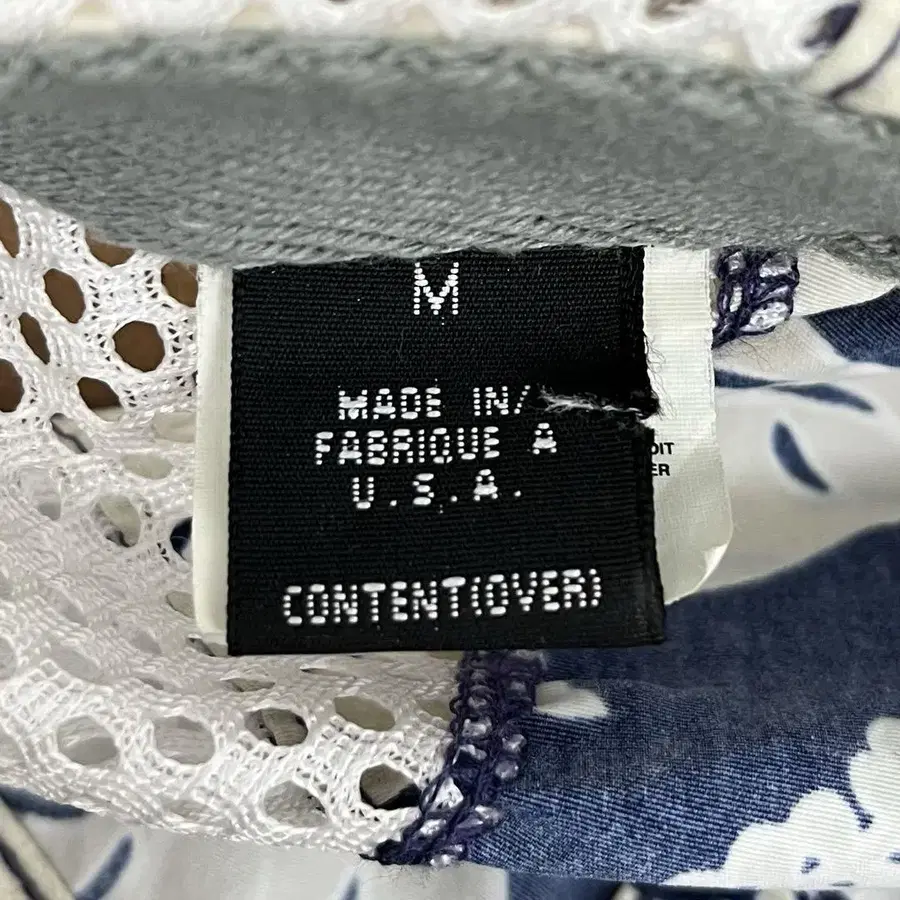 M
MADE IN/
FABRIQUE A
U.S.A.
CONTENT(OVER)